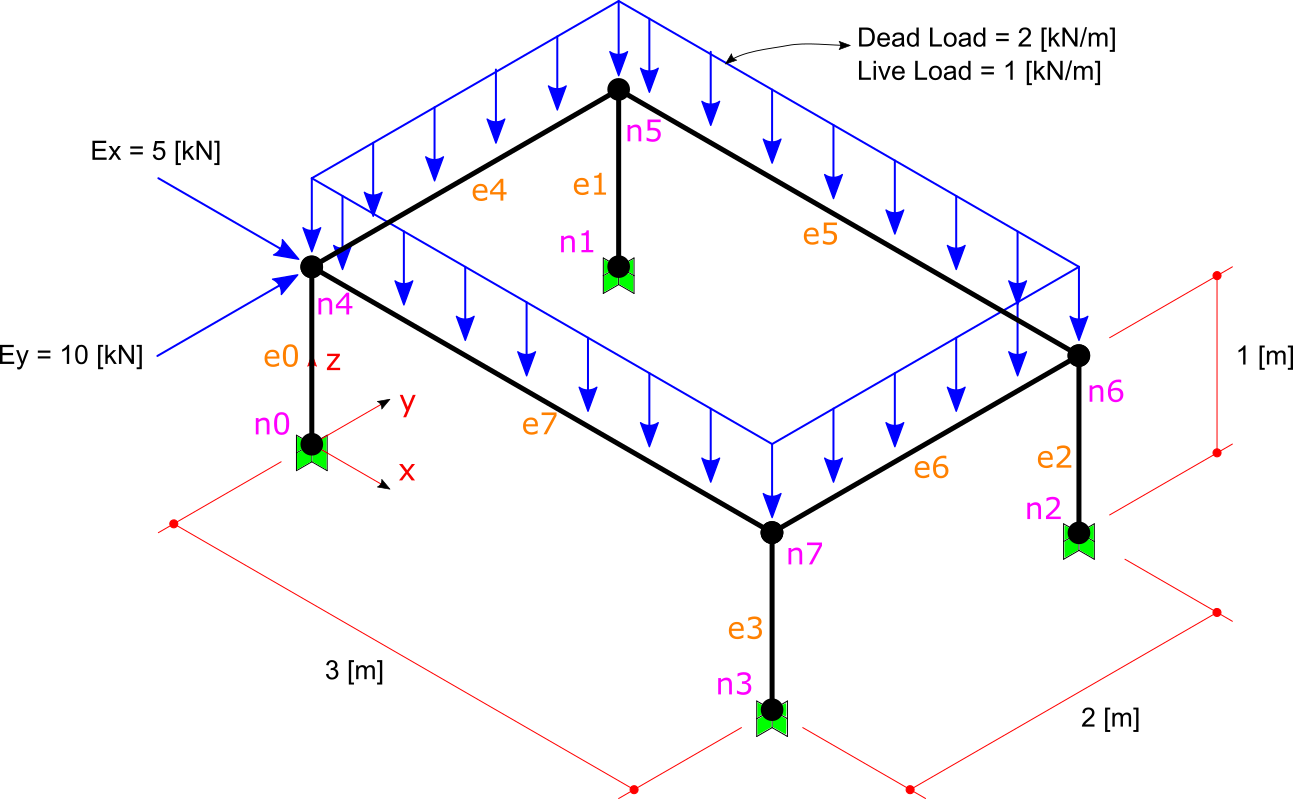 Dead Load = 2 [kN/m]
Live Load = 1 [kN/m]
n5
Ex = 5 [kN]
e4
e1
e5
n1
n4
Ey = 10 [kN]
e0
z
1 [m]
n6
y
n0
e7
e6
e2
x
n2
n7
e3
3 [m]
n3
2 [m]